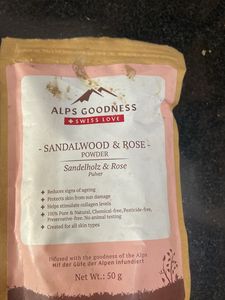 ALPS GOODNESS
SWISS LOVE
- SANDALWOOD & ROSE -
POWDER
Sandelholz & Rose
Pulver
Reduces signs of ageing
Protects skin from sun damage
Helps stimulate collagen levels
100% Pure & Natural, Chemical-free, Pesticide-free,
Preservative-free. No animal testing
Created for all skin types
Infused with the goodness of the Alps
Mit der Güte der Alpen infundiert
Net Wt.: 50 g